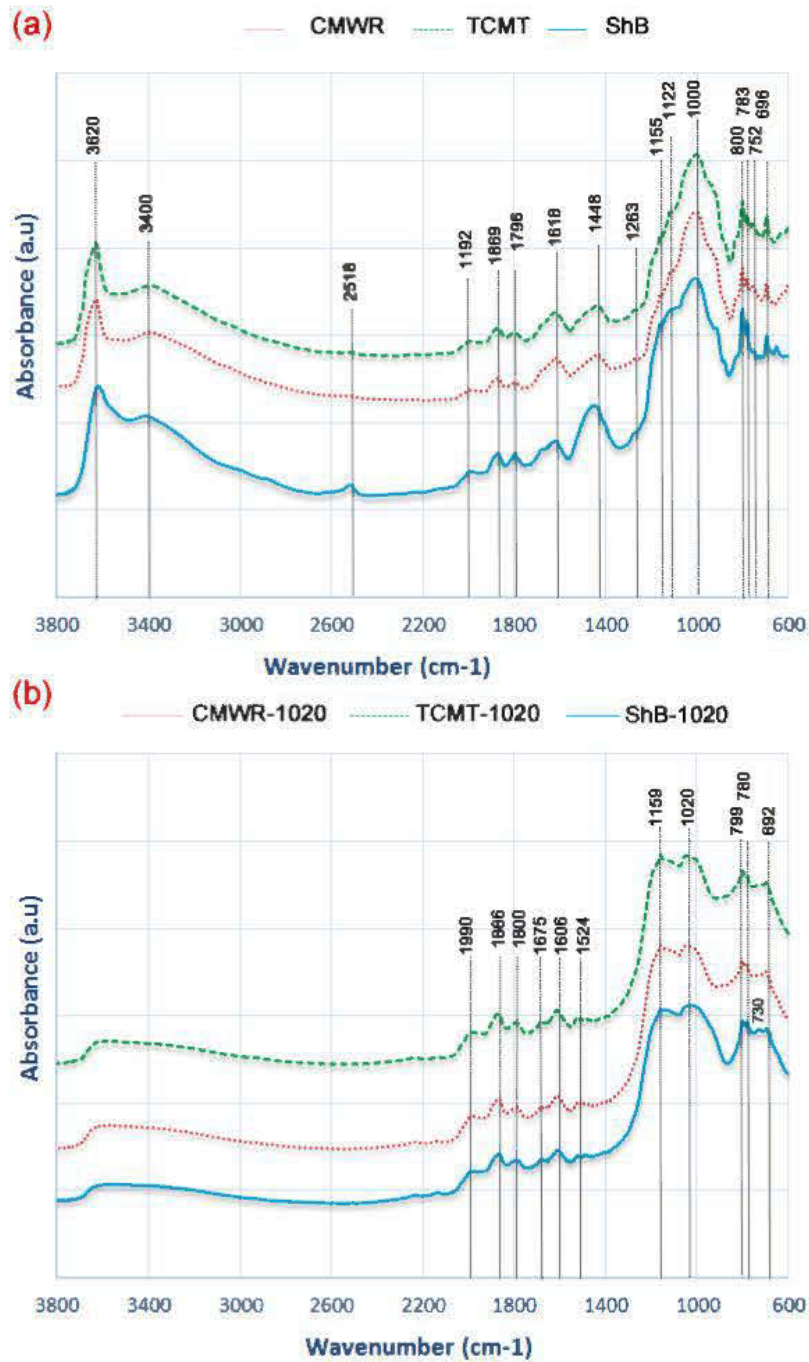 (a)
CMWR TCMT ShB
3620
3400
2518
1192
1869
1796
1618
1448
1263
1155
1122
1000
800
783
752
696
Absorbance (a.u)
3800 3400 3000 2600 2200 1800 1400 1000 600
Wavenumber (cm-1)
(b)
CMWR-1020 TCMT-1020 ShB-1020
1990
1866
1800
1675
1606
1524
1159
1020
799
780
730
692
Absorbance (a.u)
3800 3400 3000 2600 2200 1800 1400 1000 600
Wavenumber (cm-1)